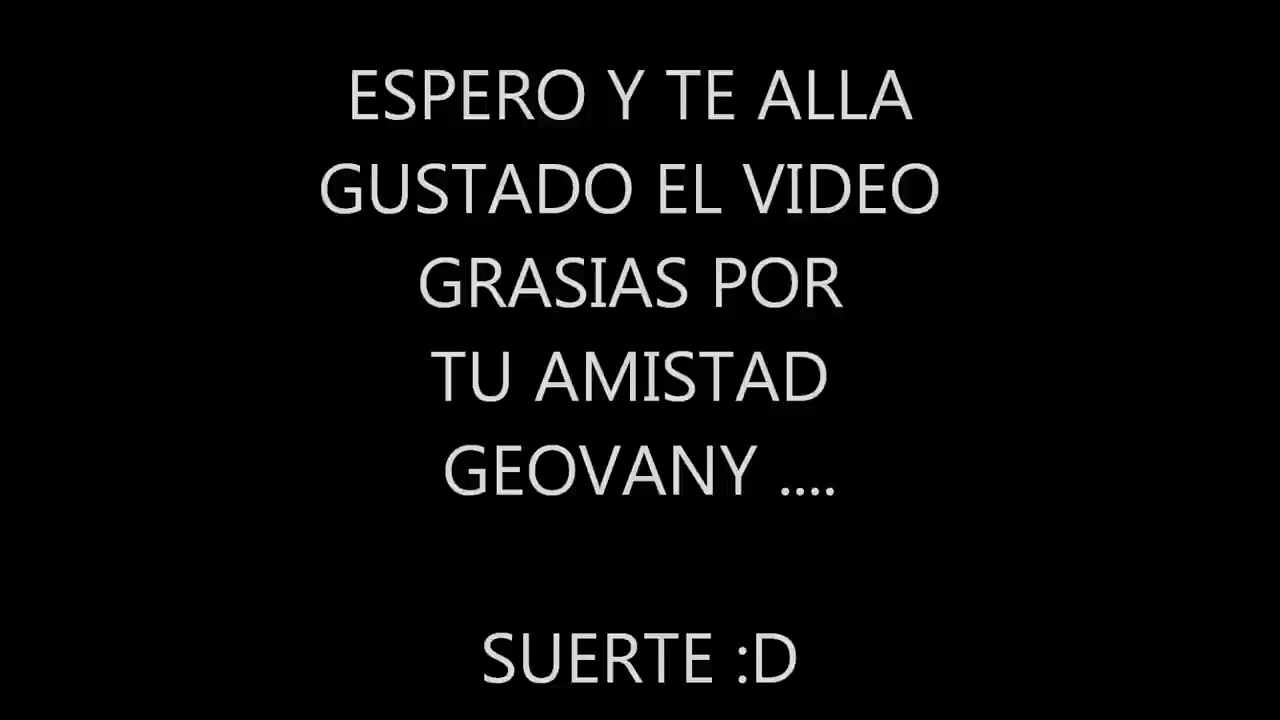 ESPERO Y TE ALLA
GUSTADO EL VIDEO
GRASIAS POR
TU AMISTAD
GEOVANY ....
SUERTE :D